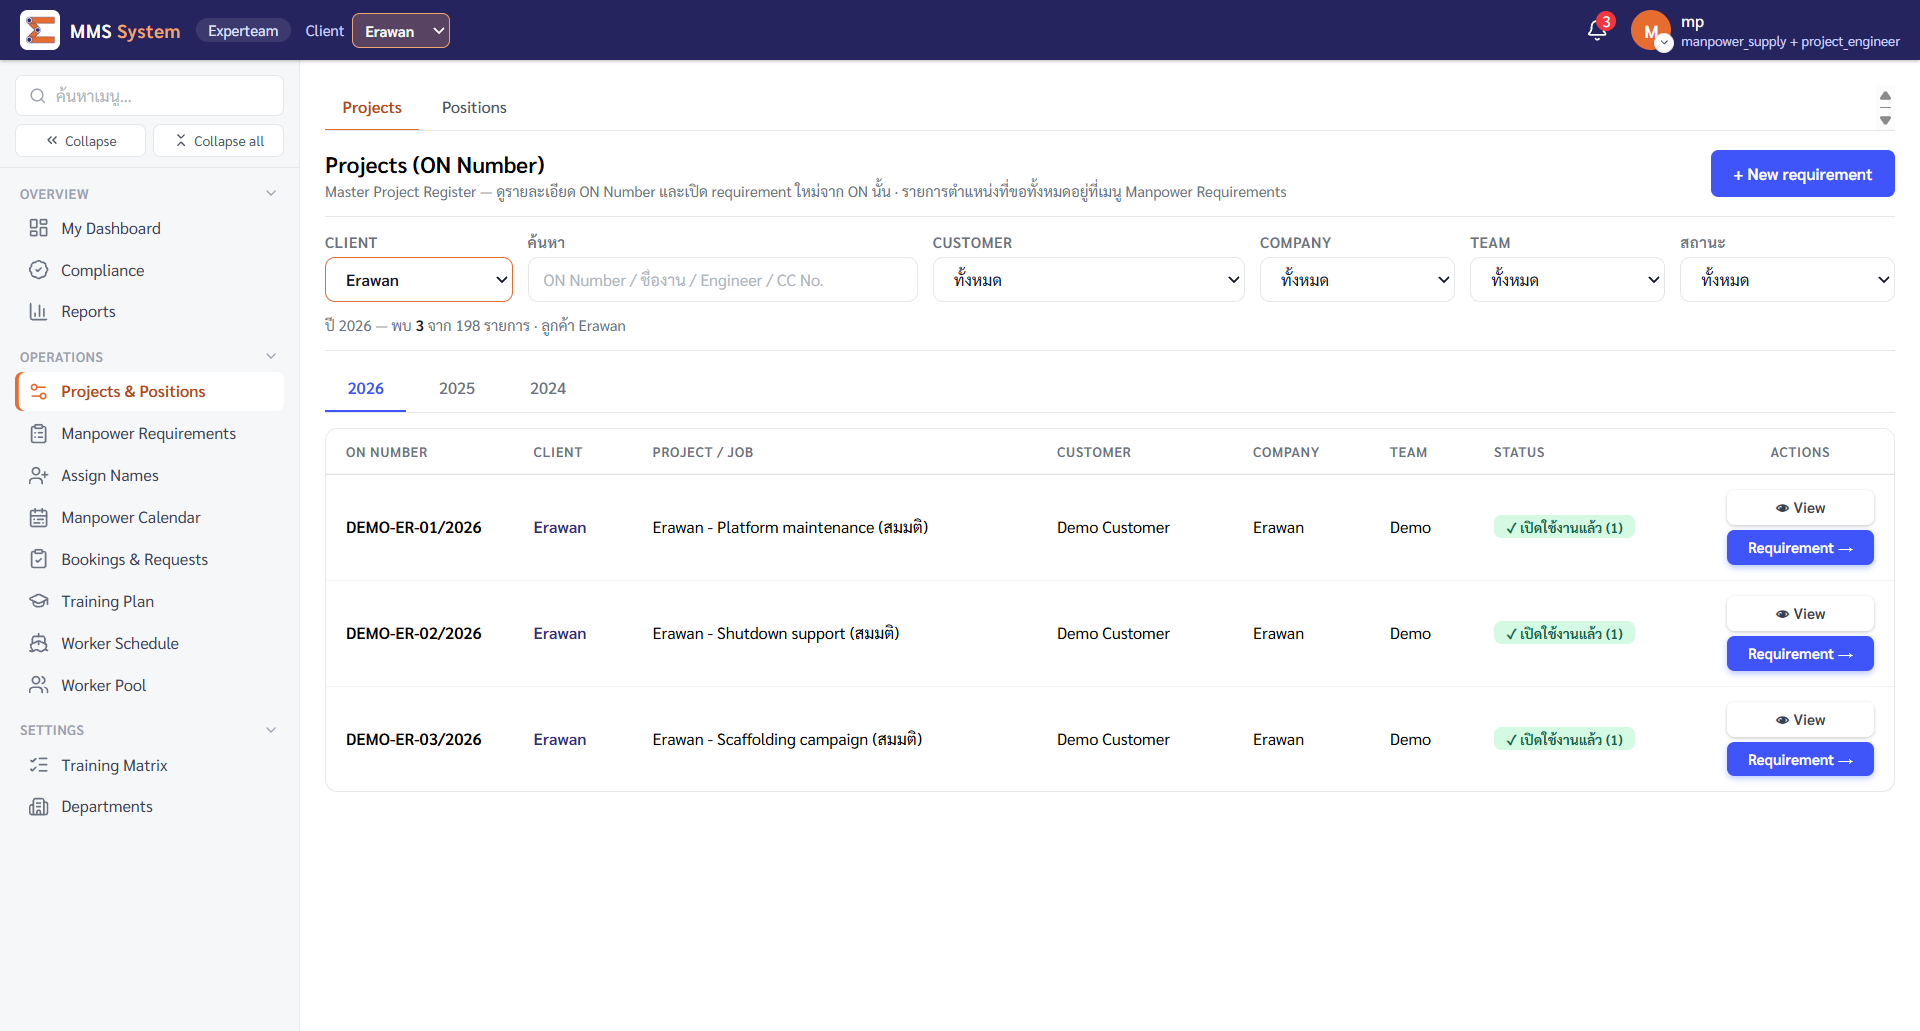 MMS System
Experteam
Client
Erawan
3
M
mp
manpower_supply + project_engineer
ค้นหาเมนู...
Collapse
Collapse all
OVERVIEW
My Dashboard
Compliance
Reports
OPERATIONS
Projects & Positions
Manpower Requirements
Assign Names
Manpower Calendar
Bookings & Requests
Training Plan
Worker Schedule
Worker Pool
SETTINGS
Training Matrix
Departments
Projects Positions
Projects (ON Number)
Master Project Register — ดูรายละเอียด ON Number และเปิด requirement ใหม่จาก ON นั้น · รายการตำแหน่งที่ขอทั้งหมดอยู่ที่เมนู Manpower Requirements
+ New requirement
CLIENT ค้นหา CUSTOMER COMPANY TEAM สถานะ
Erawan ON Number / ชื่องาน / Engineer / CC No. ทั้งหมด ทั้งหมด ทั้งหมด ทั้งหมด
ปี 2026 — พบ 3 จาก 198 รายการ · ลูกค้า Erawan
2026 2025 2024
ON NUMBER CLIENT PROJECT / JOB CUSTOMER COMPANY TEAM STATUS ACTIONS
DEMO-ER-01/2026 Erawan Erawan - Platform maintenance (สมมติ) Demo Customer Erawan Demo ✓ เปิดใช้งานแล้ว (1) View
Requirement →
DEMO-ER-02/2026 Erawan Erawan - Shutdown support (สมมติ) Demo Customer Erawan Demo ✓ เปิดใช้งานแล้ว (1) View
Requirement →
DEMO-ER-03/2026 Erawan Erawan - Scaffolding campaign (สมมติ) Demo Customer Erawan Demo ✓ เปิดใช้งานแล้ว (1) View
Requirement →